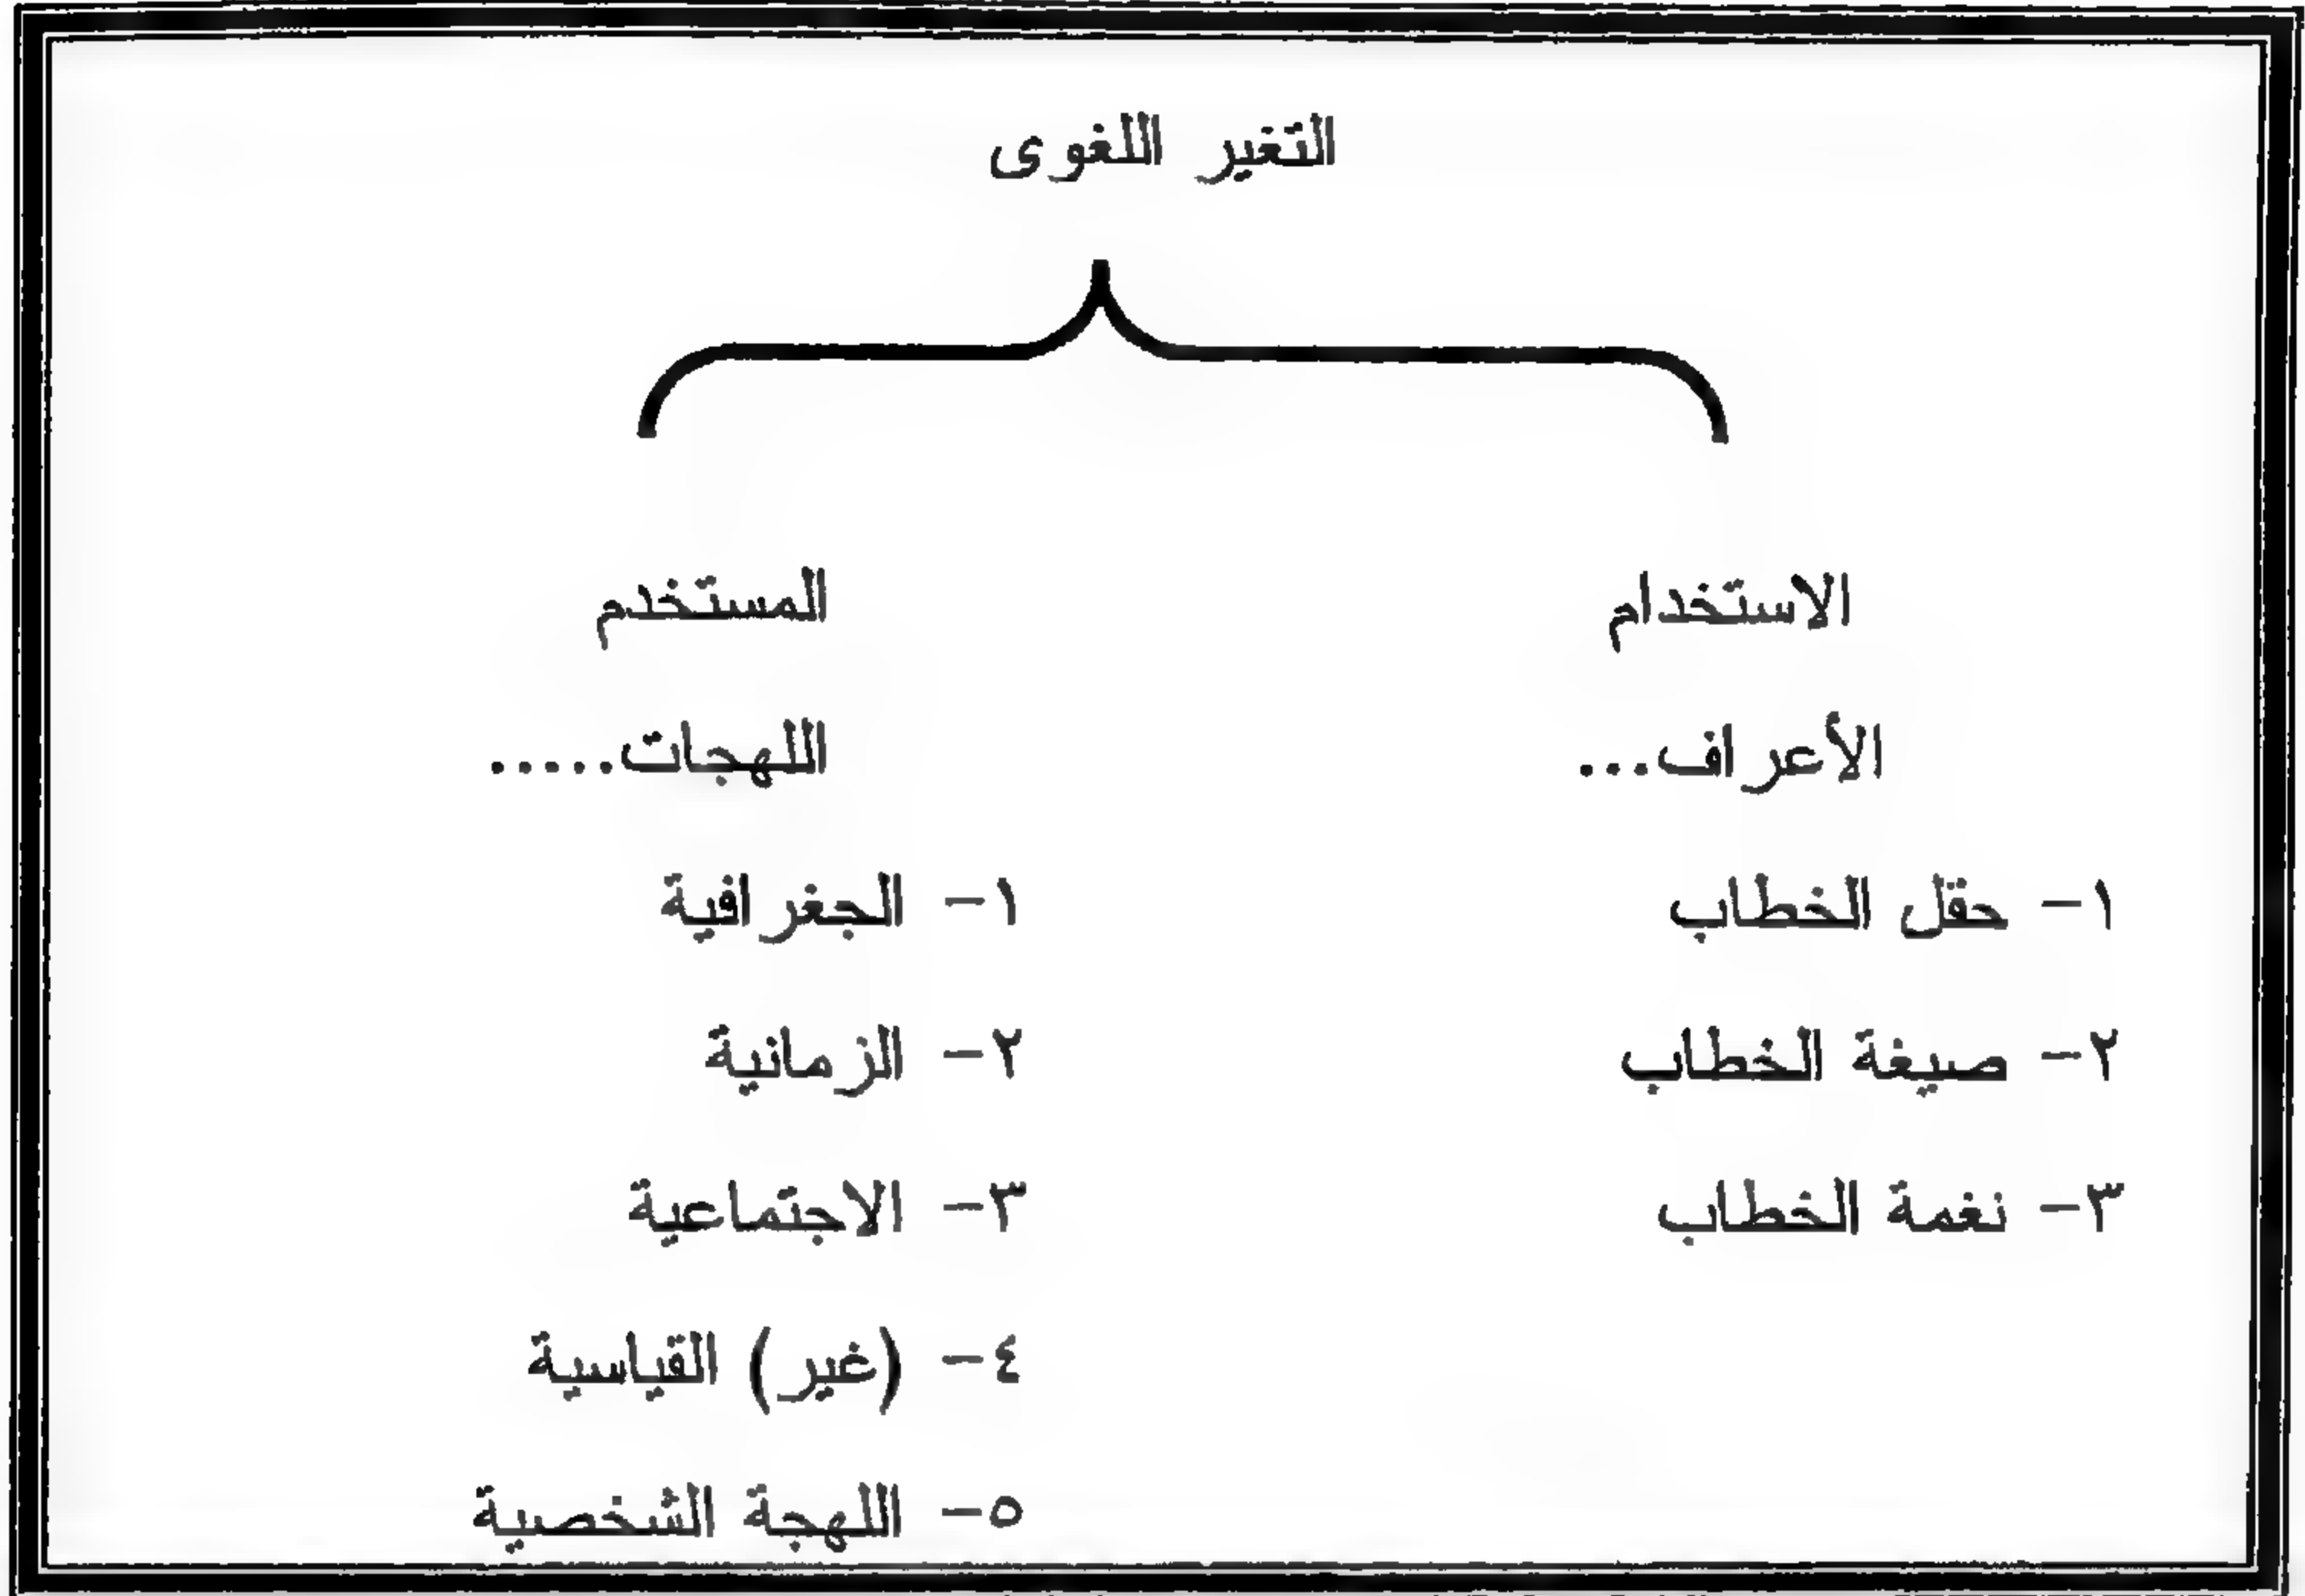 التغير اللغوى
الاستخدام
الأعراف...
١- حقل الخطاب
٢- صيغة الخطاب
٣- نغمة الخطاب
المستخدم
اللهجات.....
١- الجغرافية
٢- الزمانية
٣- الاجتماعية
٤- (غير) القياسية
٥- اللهجة الشخصية